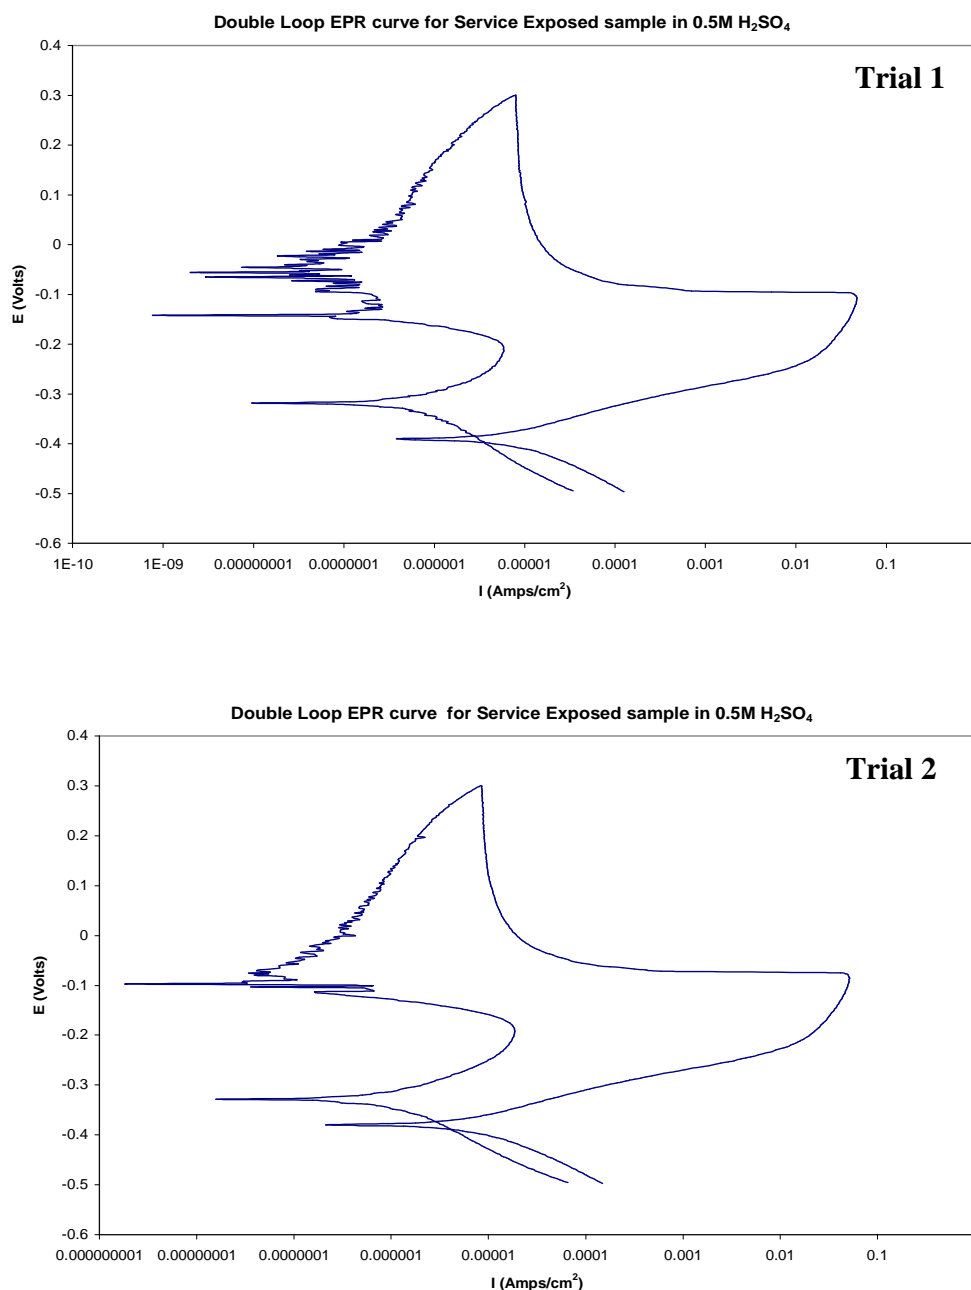 Double Loop EPR curve for Service Exposed sample in 0.5M H₂SO₄
Trial 1
0.4
0.3
0.2
0.1
0
-0.1
-0.2
-0.3
-0.4
-0.5
-0.6
E (Volts)
1E-10 1E-09 0.00000001 0.0000001 0.000001 0.00001 0.0001 0.001 0.01 0.1
I (Amps/cm²)
Double Loop EPR curve for Service Exposed sample in 0.5M H₂SO₄
Trial 2
0.4
0.3
0.2
0.1
0
-0.1
-0.2
-0.3
-0.4
-0.5
-0.6
E (Volts)
0.000000001 0.00000001 0.0000001 0.000001 0.00001 0.0001 0.001 0.01 0.1
I (Amps/cm²)